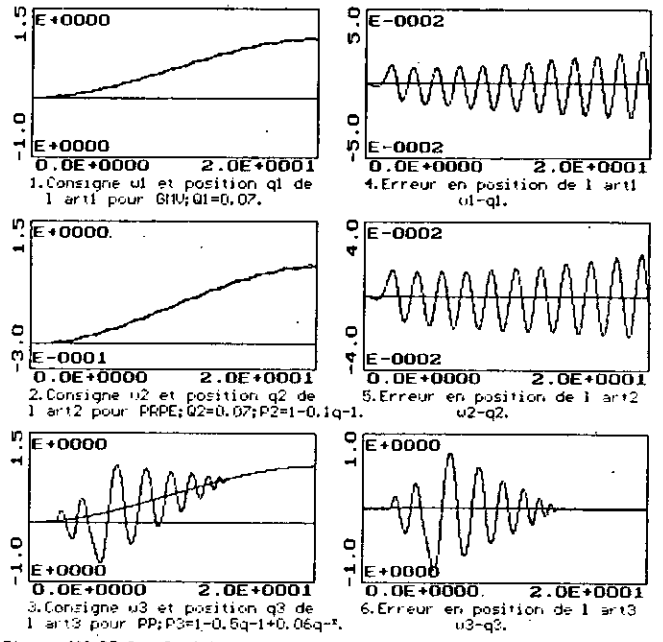 1.5
E+0000
-1.0
E+0000
0.0E+0000 2.0E+0001
1.Consigne w1 et position q1 de
l art1 pour GMV;Q1=0.07.
5.0
E-0002
-5.0
E-0002
0.0E+0000 2.0E+0001
4.Erreur en position de l art1
w1-q1.
1.5
E+0000.
-3.0
E-0001
0.0E+0000 2.0E+0001
2.Consigne w2 et position q2 de
l art2 pour PRPE;Q2=0.07;P2=1-0.1q-1.
4.0
E-0002
-4.0
E-0002
0.0E+0000 2.0E+0001
5.Erreur en position de l art2
w2-q2.
1.5
E+0000
-1.0
E+0000
0.0E+0000 2.0E+0001
3.Consigne w3 et position q3 de
l art3 pour PP;P3=1-0.5q-1+0.06q-².
1.0
E+0000
-1.0
E+0000
0.0E+0000 2.0E+0001
6.Erreur en position de l art3
w3-q3.